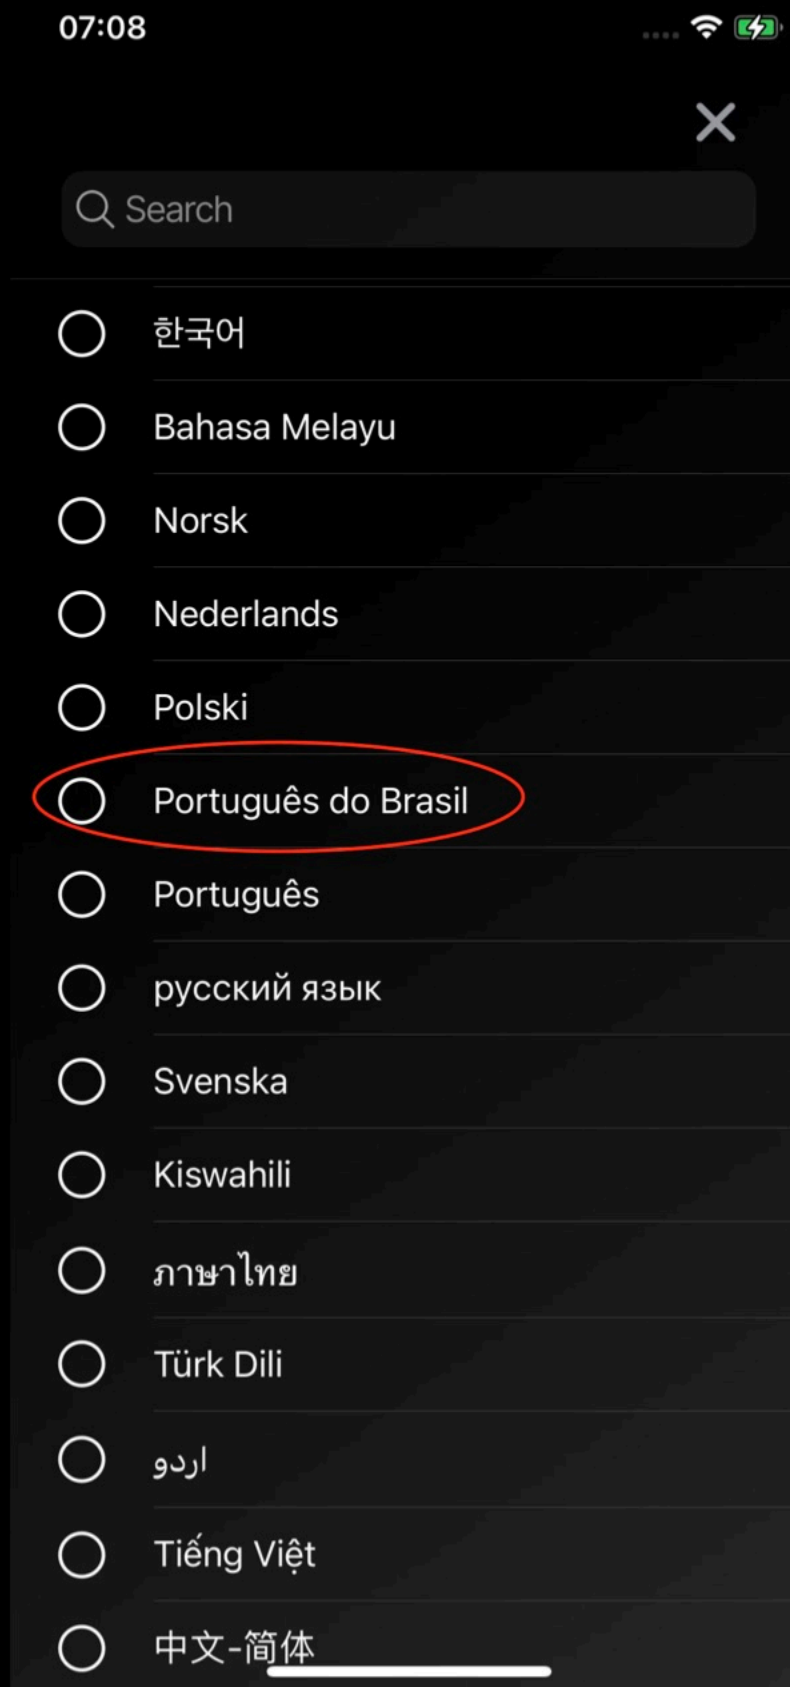 07:08
Search
한국어
Bahasa Melayu
Norsk
Nederlands
Polski
Português do Brasil
Português
русский язык
Svenska
Kiswahili
ภาษาไทย
Türk Dili
اردو
Tiếng Việt
中文-简体